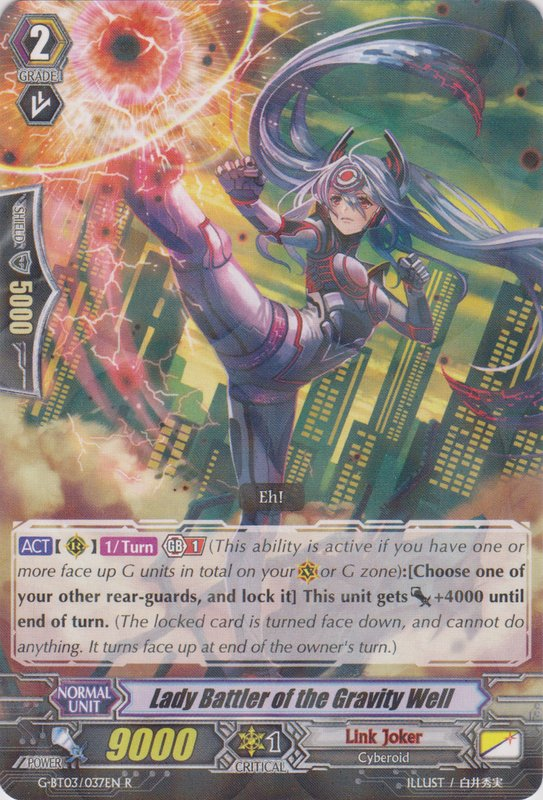 2
GRADE
SHIELD
5000
Eh!
ACT【R】1/Turn GB 1 (This ability is active if you have one or
more face up G units in total on your V or G zone):[Choose one of
your other rear-guards, and lock it] This unit gets +4000 until
end of turn. (The locked card is turned face down, and cannot do
anything. It turns face up at end of the owner's turn.)
NORMAL
UNIT
Lady Battler of the Gravity Well
POWER
9000
1
CRITICAL
Link Joker
Cyberoid
G-BT03/037EN R
ILLUST / 白井秀実